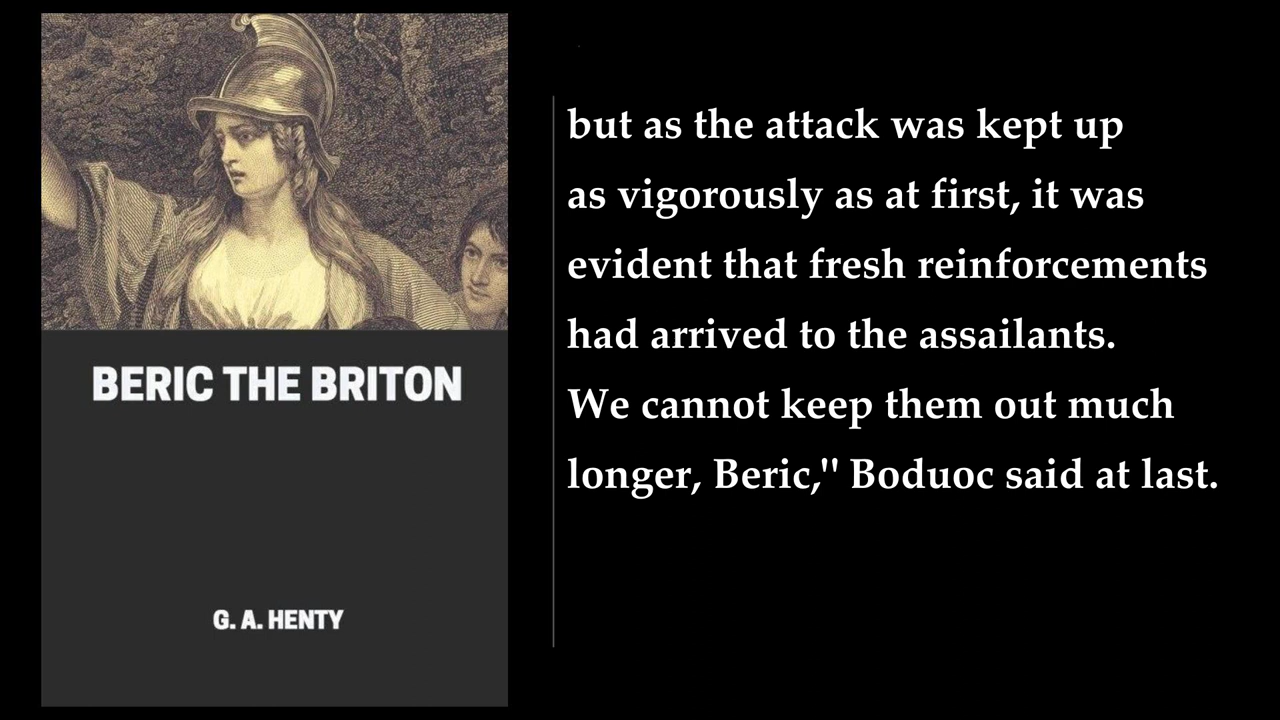 BERIC THE BRITON
G. A. HENTY
but as the attack was kept up
as vigorously as at first, it was
evident that fresh reinforcements
had arrived to the assailants.
We cannot keep them out much
longer, Beric," Boduoc said at last.